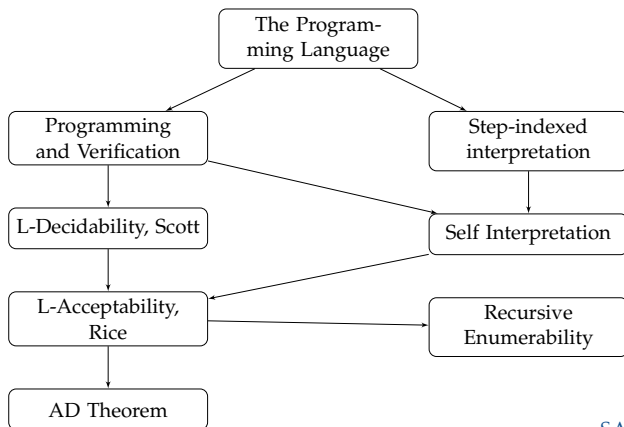 The Program-
ming Language
Programming
and Verification
Step-indexed
interpretation
L-Decidability, Scott
Self Interpretation
L-Acceptability,
Rice
Recursive
Enumerability
AD Theorem